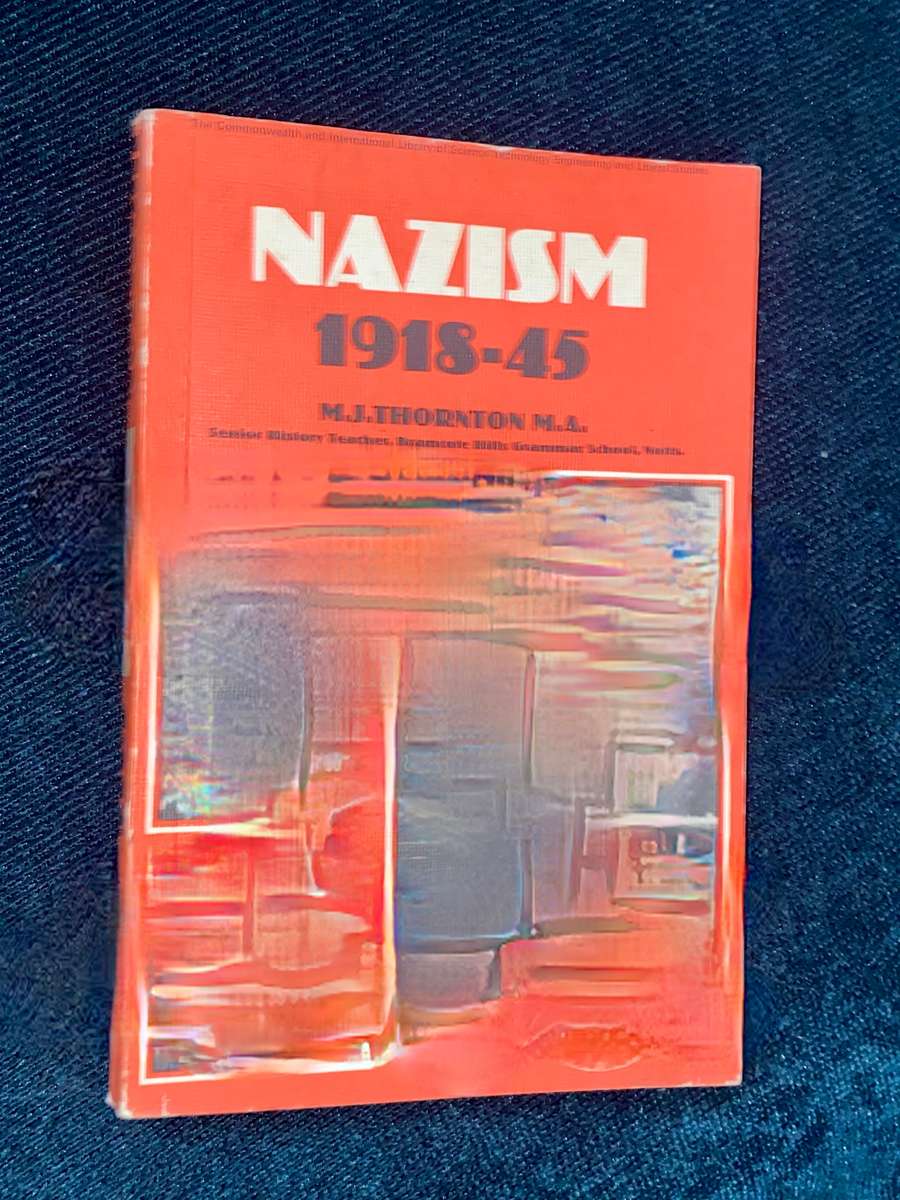 The Commonwealth and International Library of Science Technology Engineering and Liberal Studies
NAZISM
1918-45
M.J.THORNTON M.A.
Senior History Teacher, Bramcote Hills Grammar School, Notts.